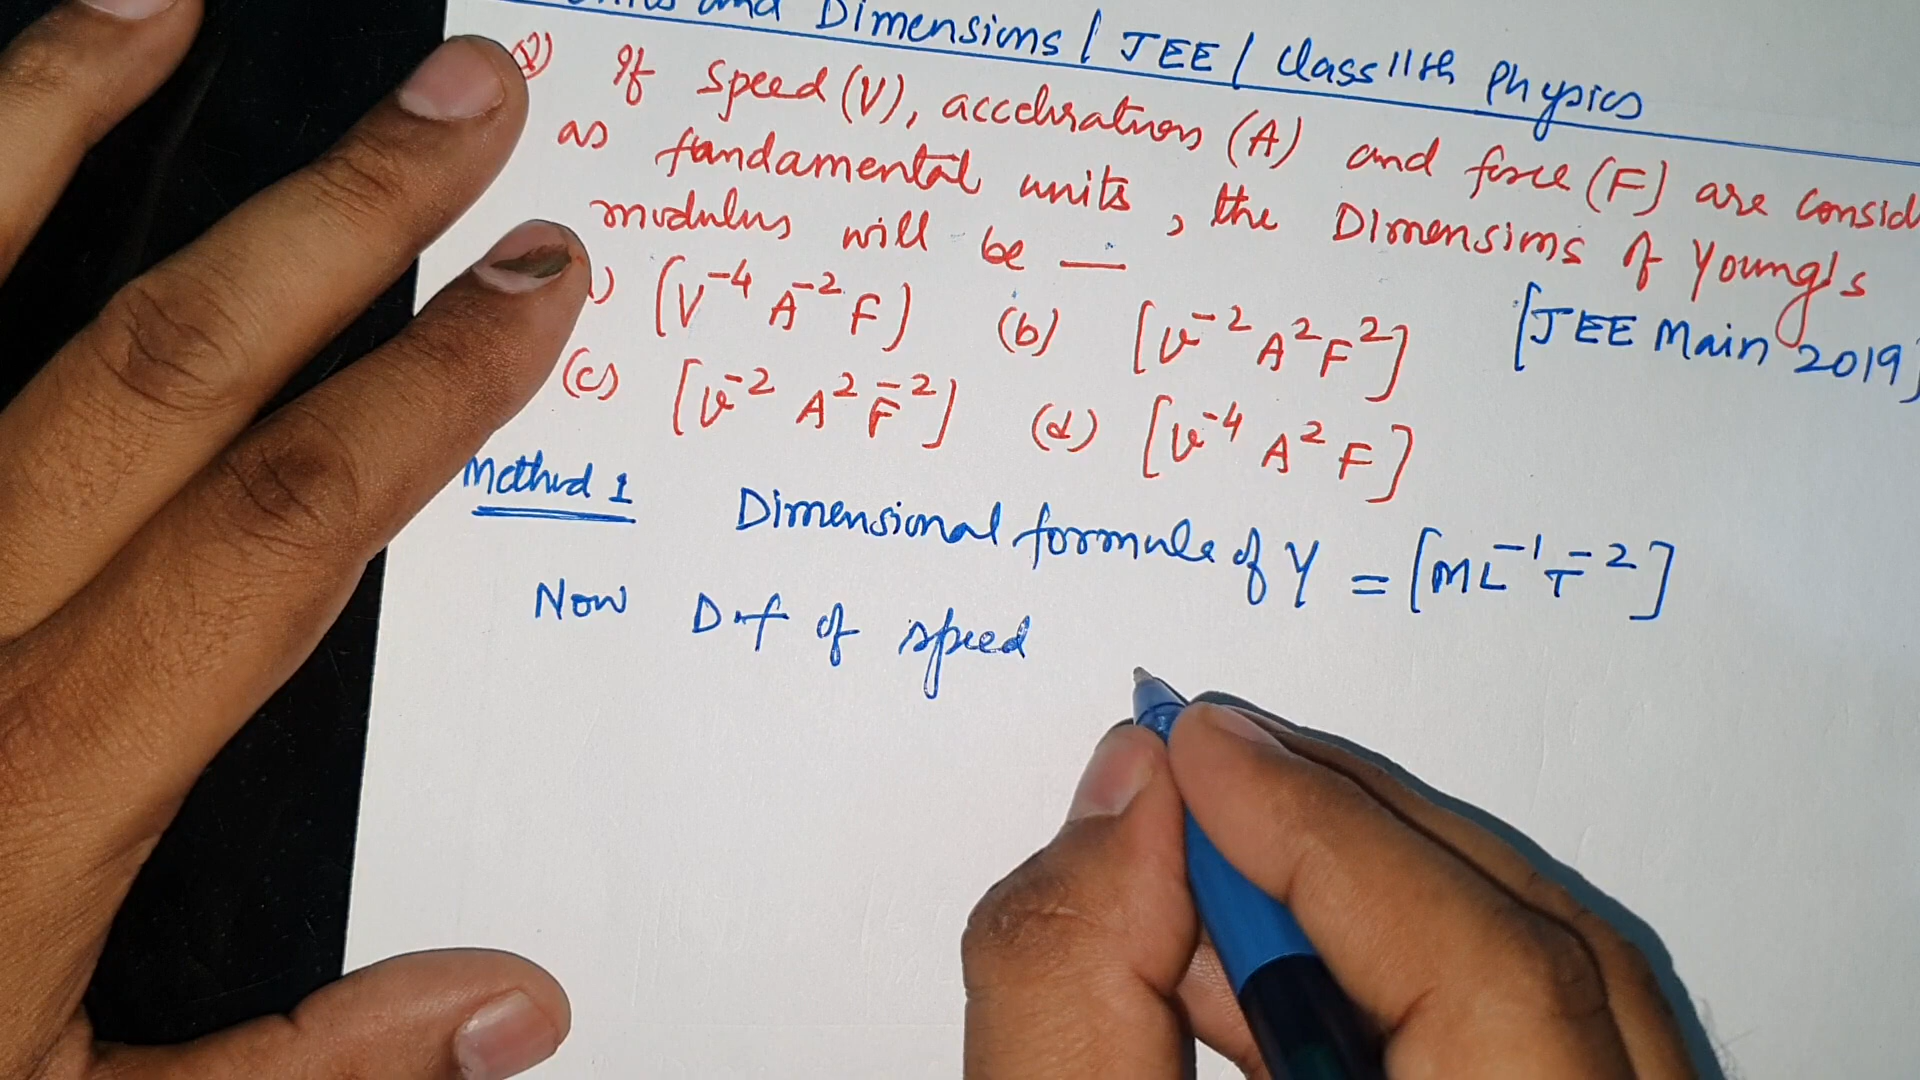 and Dimensions / JEE / Class 11th Physics
Q) If speed (V), acceleration (A) and force (F) are
as fundamental units, the Dimensions of Young's
modulus will be —
[V⁻⁴ A⁻² F] (b) [V⁻² A² F²] [JEE Main 2019]
(c) [V⁻² A² F⁻²] (d) [V⁻⁴ A² F]
Method 1 Dimensional formula of Y = [ML⁻¹T⁻²]
Now D.f of speed